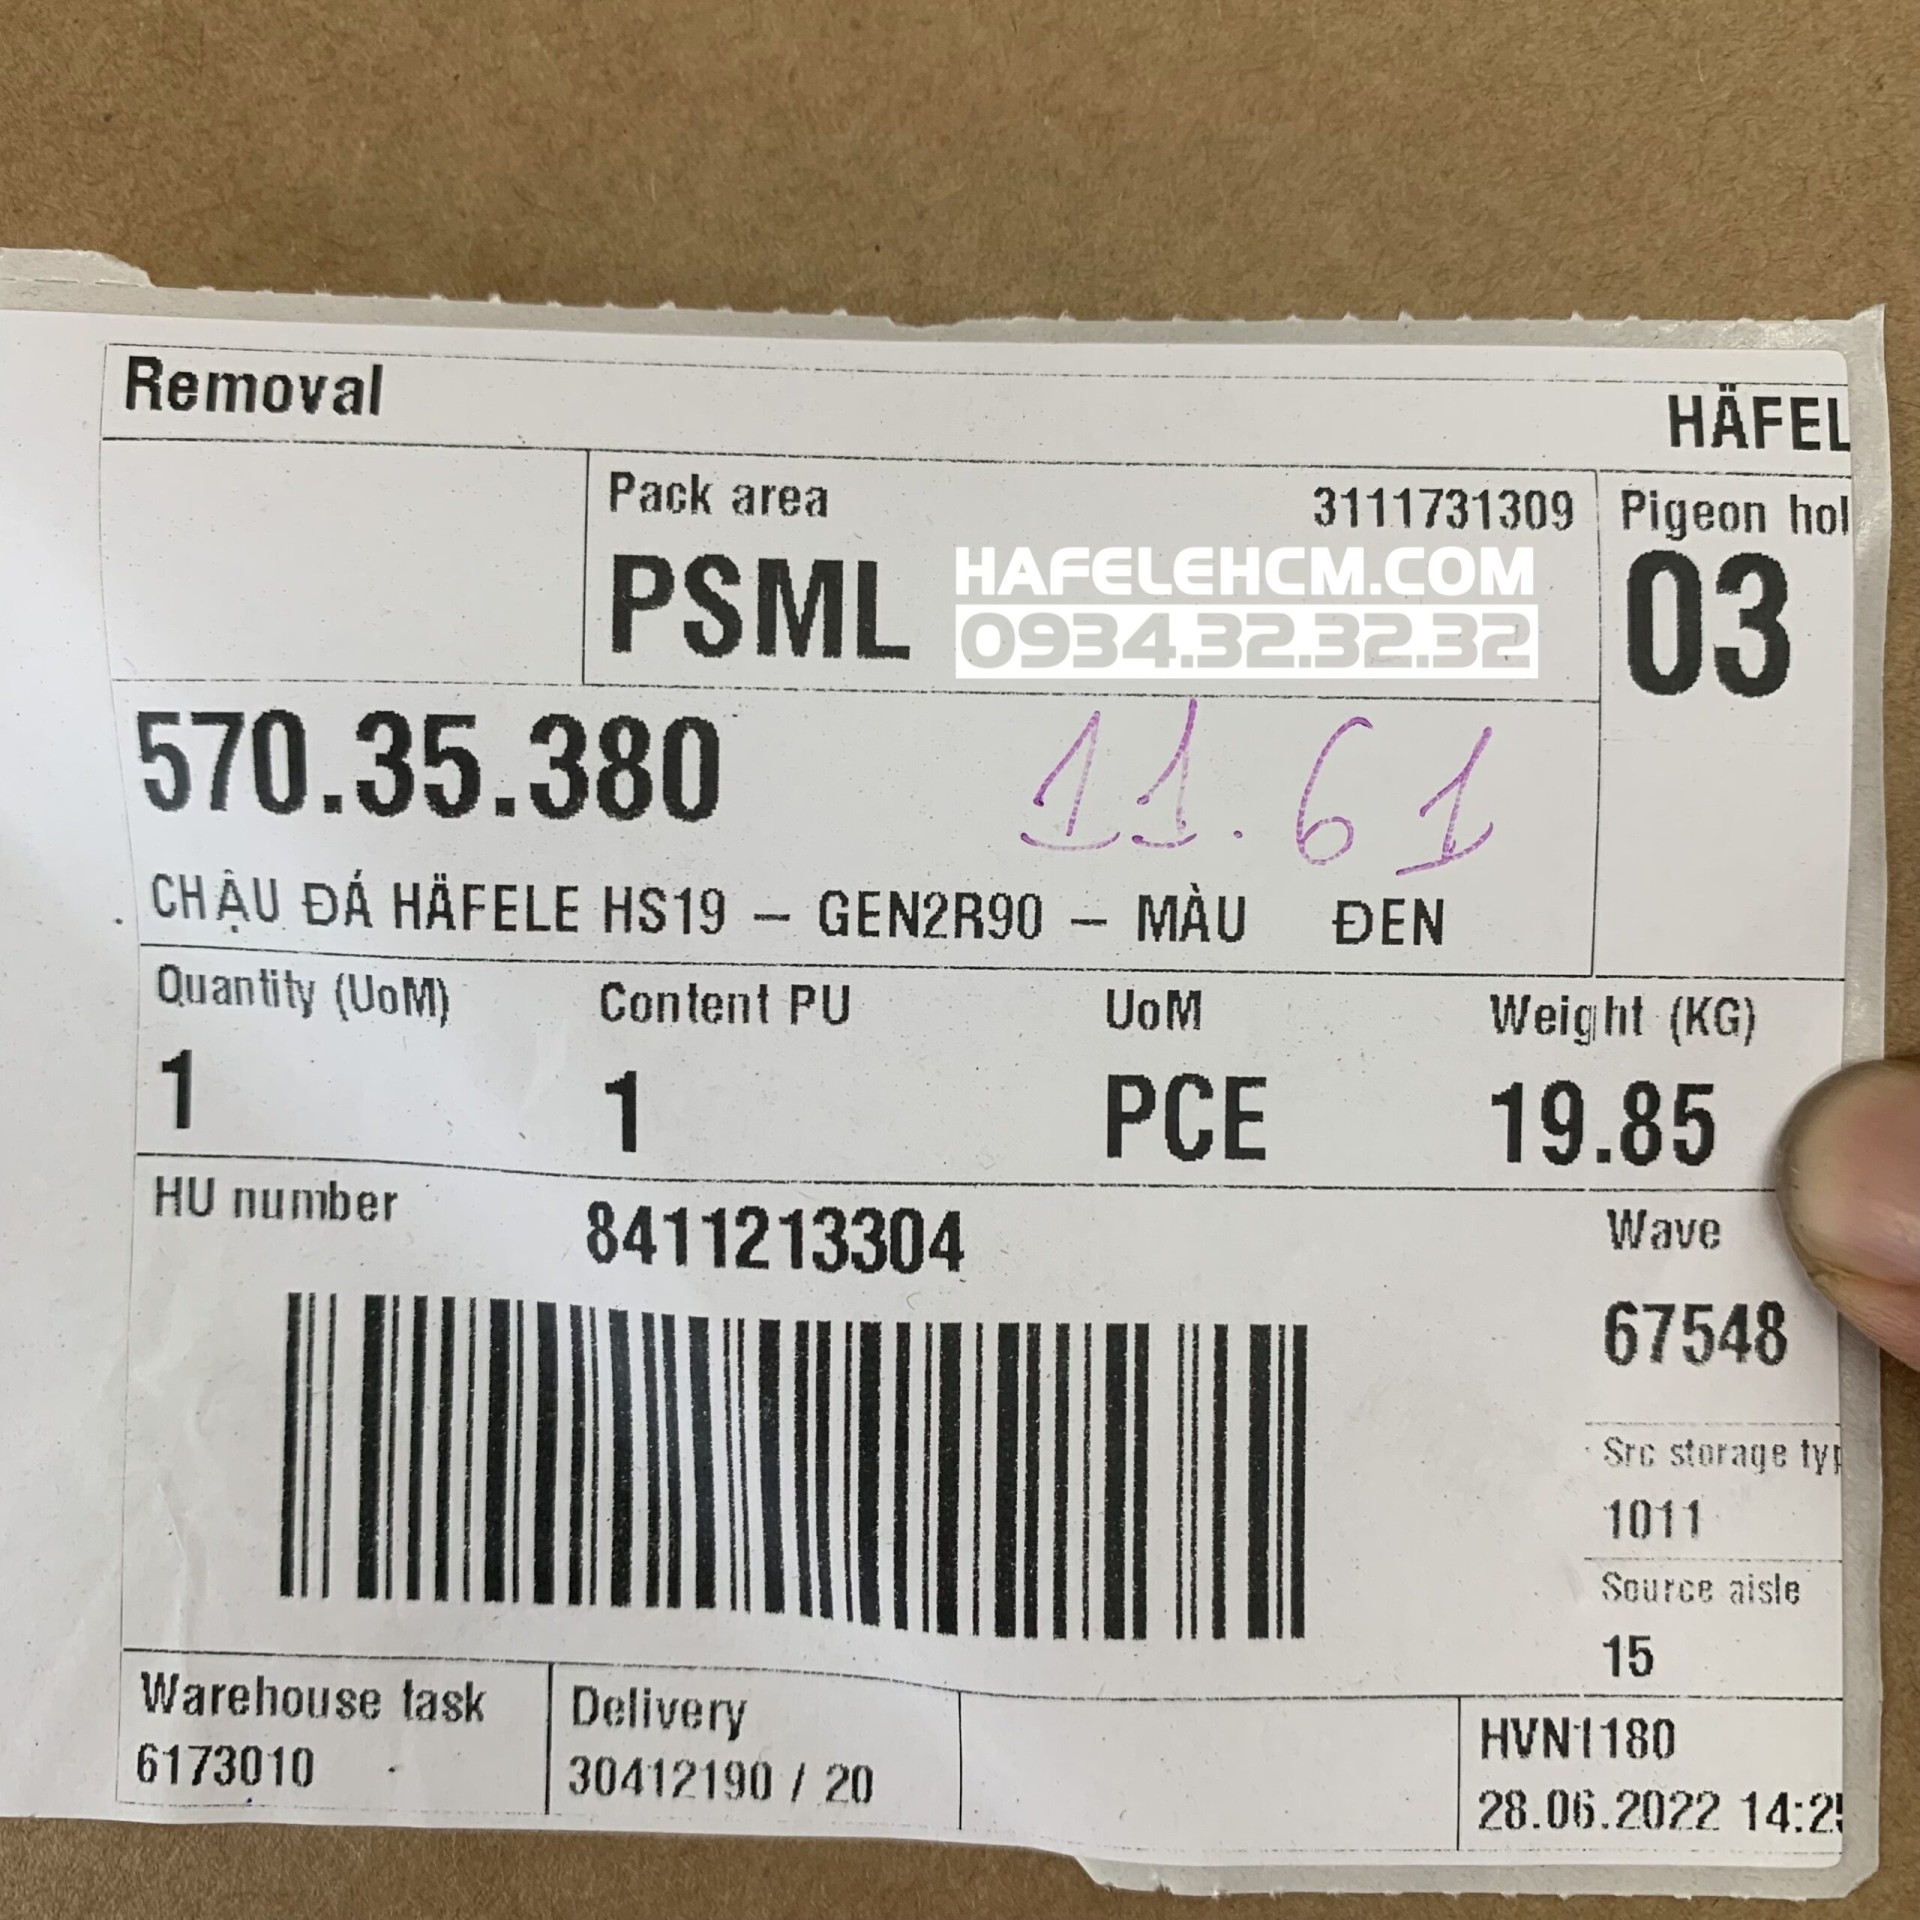 Removal
HÄFEL
Pack area 3111731309 Pigeon hol
PSML 03
HAFELEHCM.COM
0934.32.32.32
570.35.380 11.61
CHẬU ĐÁ HÄFELE HS19 – GEN2R90 – MÀU ĐEN
Quantity (UoM) Content PU UoM Weight (KG)
1 1 PCE 19.85
HU number 8411213304 Wave
67548
Src storage typ
1011
Source aisle
15
Warehouse task Delivery HVN1180
6173010 30412190 / 20 28.06.2022 14:2